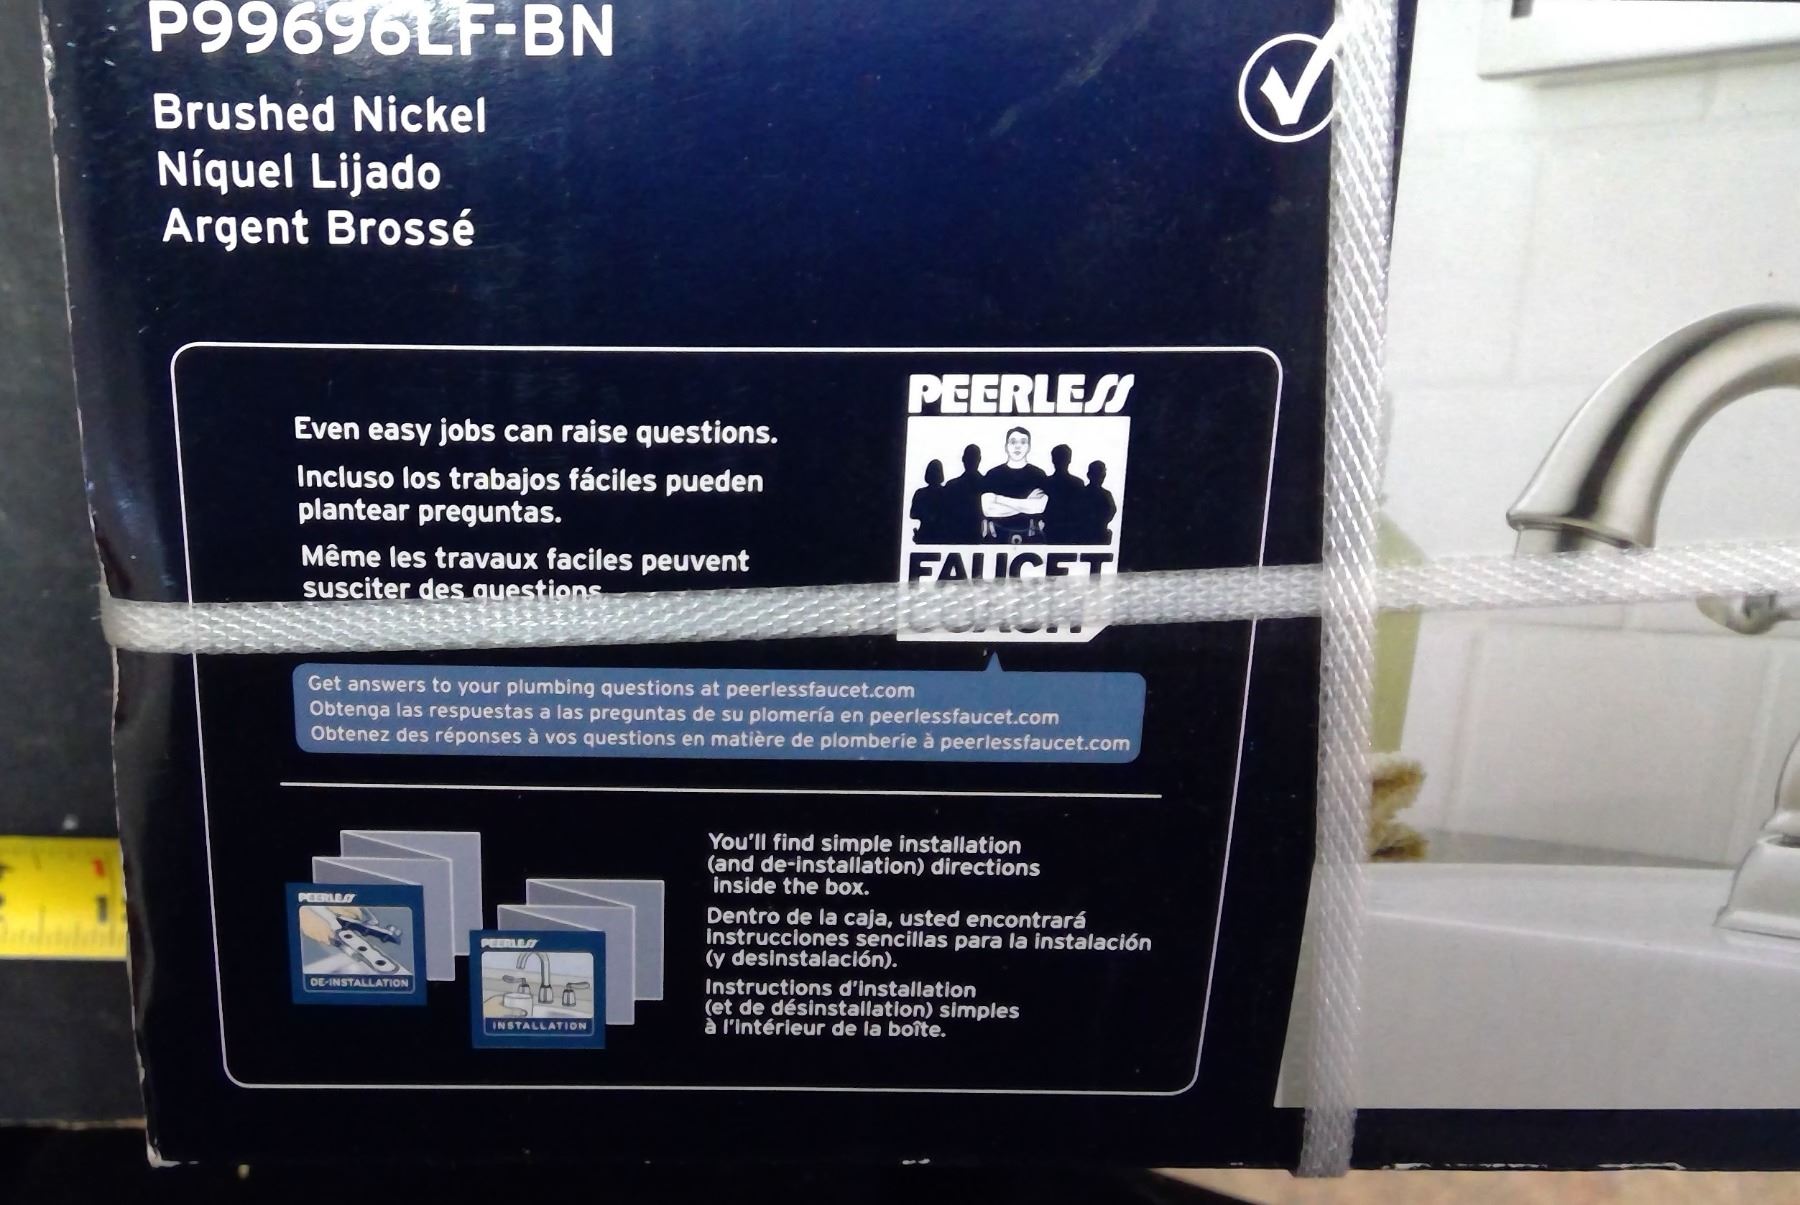 P99696LF-BN
Brushed Nickel
Níquel Lijado
Argent Brossé
PEERLESS
Even easy jobs can raise questions.
Incluso los trabajos fáciles pueden
plantear preguntas.
Même les travaux faciles peuvent
susciter des questions
FAUCET
COACH
Get answers to your plumbing questions at peerlessfaucet.com
Obtenga las respuestas a las preguntas de su plomería en peerlessfaucet.com
Obtenez des réponses à vos questions en matière de plomberie à peerlessfaucet.com
PEERLESS
DE-INSTALLATION
PEERLESS
INSTALLATION
You'll find simple installation
(and de-installation) directions
inside the box.
Dentro de la caja, usted encontrará
instrucciones sencillas para la instalación
(y desinstalación).
Instructions d'installation
(et de désinstallation) simples
à l'intérieur de la boîte.
1